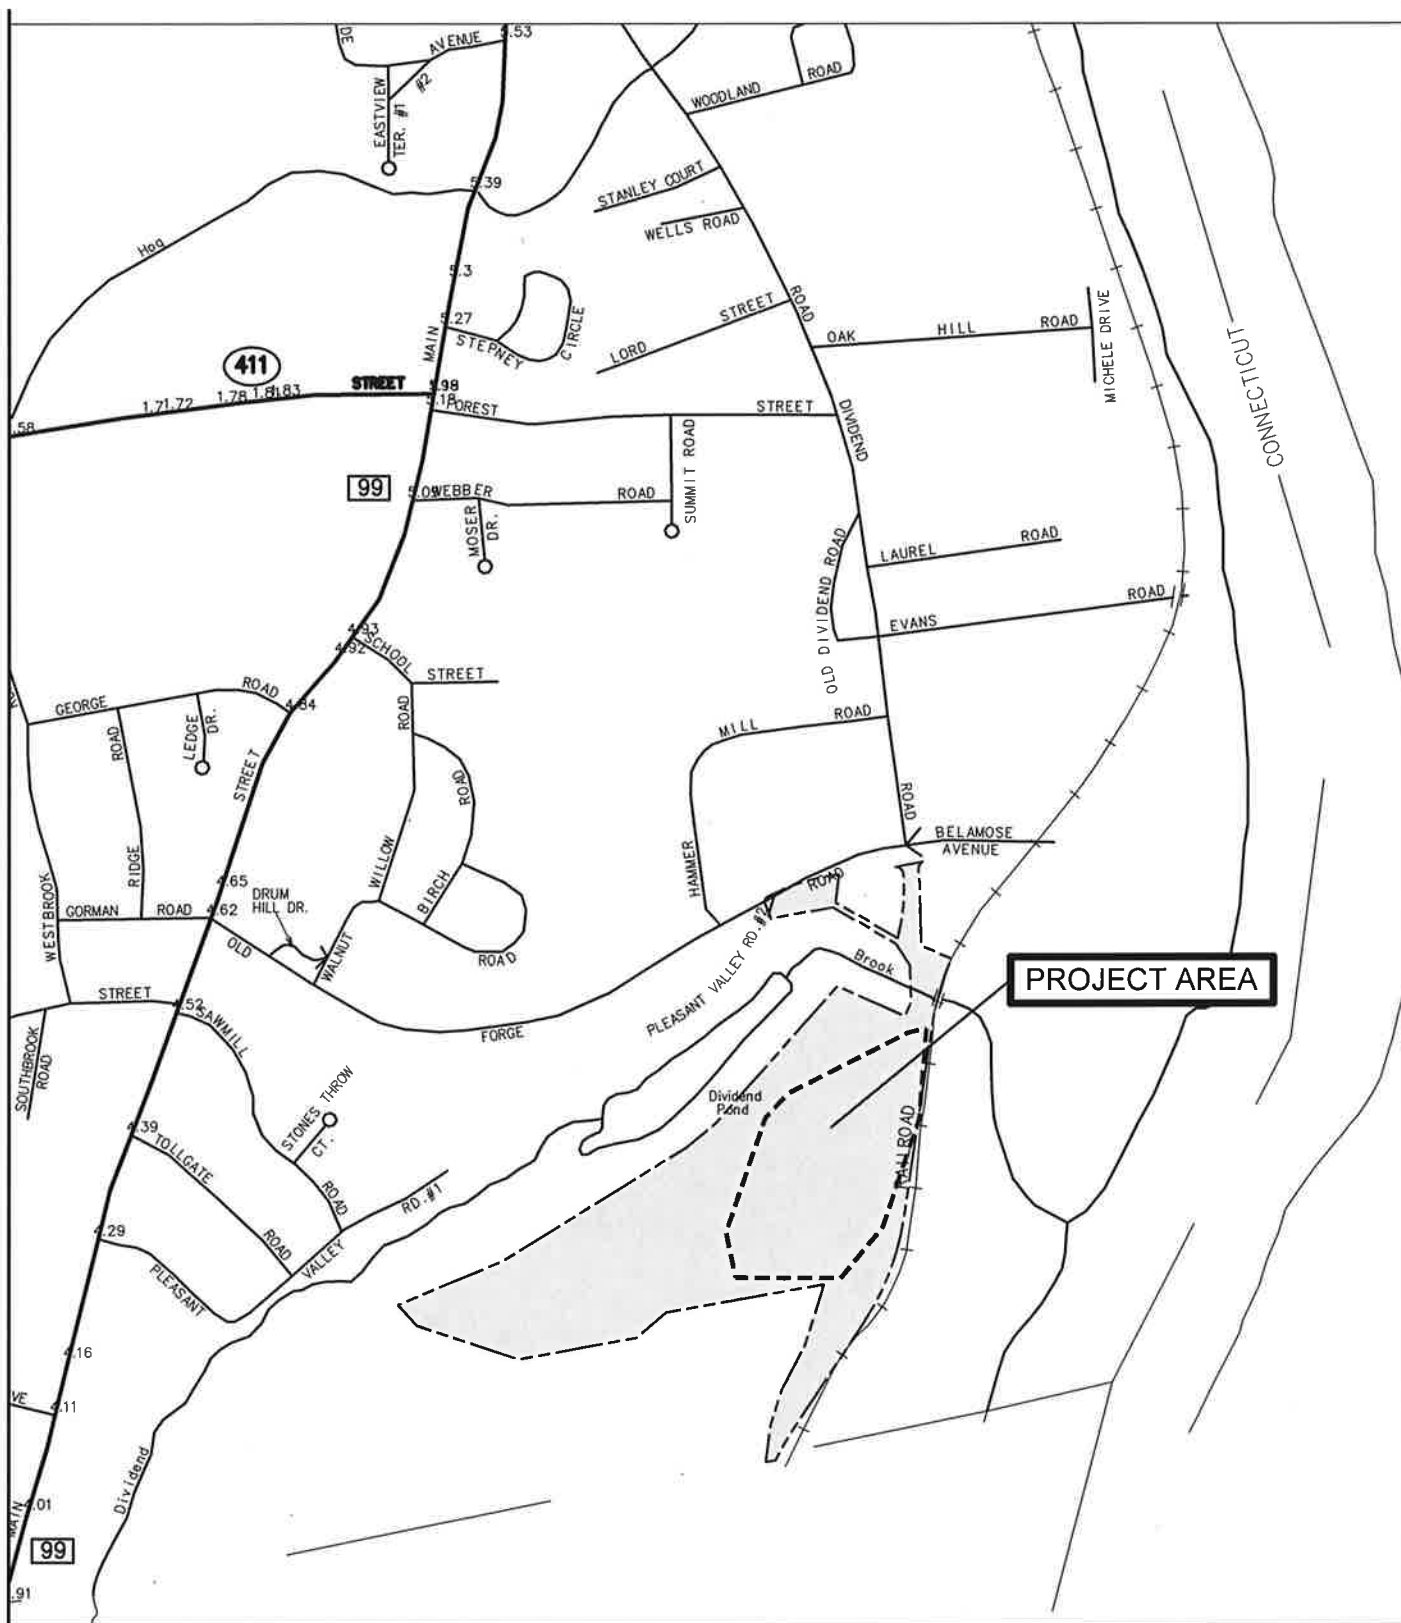 DE
AVENUE
5.53
EASTVIEW
TER. #1
#2
WOODLAND ROAD
5.39
STANLEY COURT
WELLS ROAD
Hog
5.3
5.27
STEPNEY CIRCLE
MAIN
LORD STREET
ROAD
OAK HILL ROAD
MICHELE DRIVE
CONNECTICUT
411
STREET
1.71.72
1.78
1.83
.58
5.18
FOREST STREET
DIVIDEND
99
5.09
WEBBER ROAD
SUMMIT ROAD
MOSER
DR.
OLD DIVIDEND ROAD
LAUREL ROAD
EVANS ROAD
4.93
4.92
SCHOOL STREET
GEORGE ROAD
4.84
LEDGE
DR.
ROAD
ROAD
MILL ROAD
STREET
ROAD
ROAD
BELAMOSE
AVENUE
HAMMER
WILLOW
BIRCH
ROAD
RIDGE
4.65
DRUM
HILL DR.
WESTBROOK
GORMAN ROAD
4.62
OLD
WALNUT
FORGE
ROAD
PLEASANT VALLEY RD.#2
Brook
PROJECT AREA
STREET
4.52
SAWMILL
SOUTHBROOK
ROAD
STONES THROW
CT.
Dividend
Pond
RAILROAD
4.39
TOLLGATE
ROAD
ROAD
RD.#1
4.29
PLEASANT
VALLEY
4.16
VE
4.11
Dividend
4.01
MAIN
99
.91